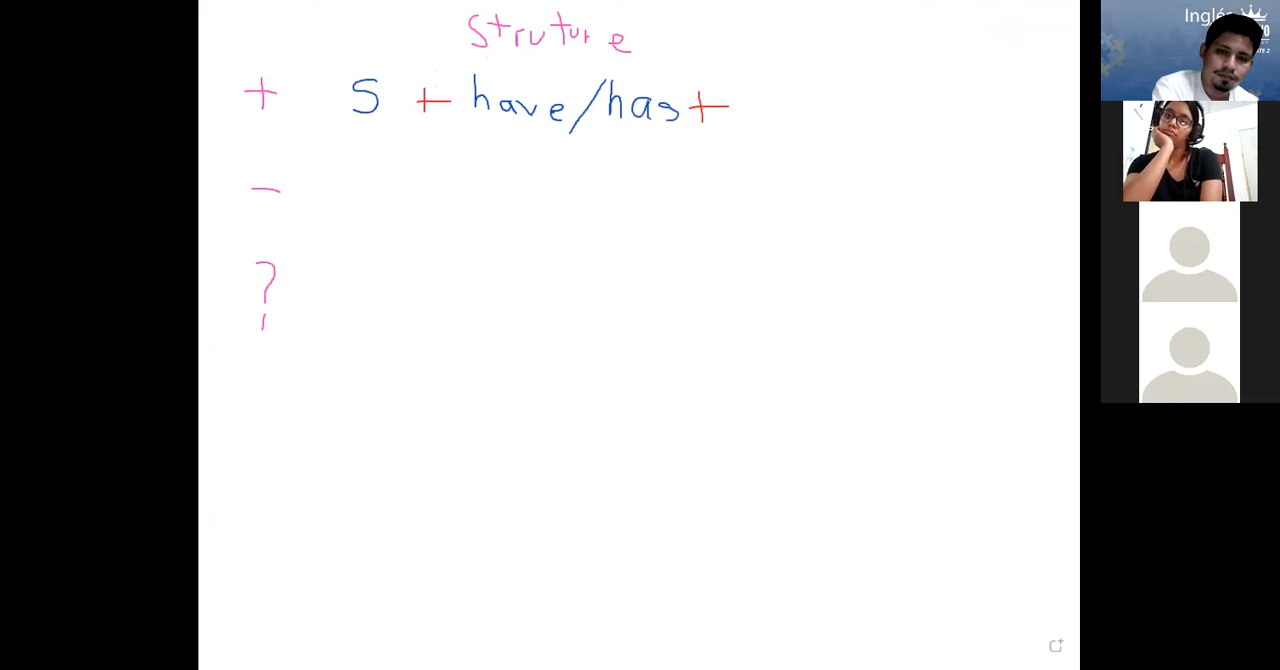 Struture
+ S + have/has +
-
?
Inglés